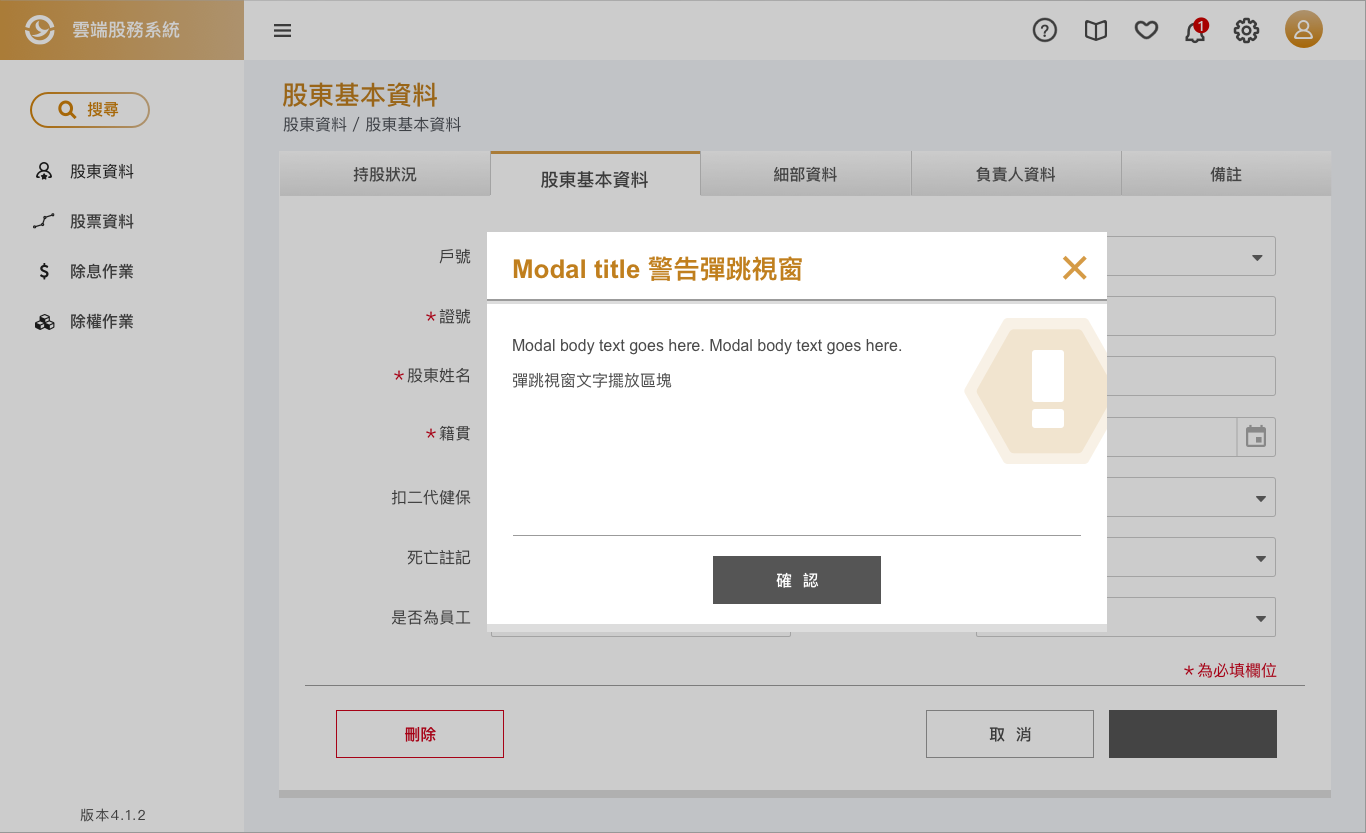 雲端股務系統
1
搜尋
股東資料
股票資料
除息作業
除權作業
版本4.1.2
股東基本資料
股東資料 / 股東基本資料
持股狀況
股東基本資料
細部資料
負責人資料
備註
戶號
*證號
*股東姓名
*籍貫
扣二代健保
死亡註記
是否為員工
Modal title 警告彈跳視窗
Modal body text goes here. Modal body text goes here.
彈跳視窗文字擺放區塊
確 認
*為必填欄位
刪除
取 消